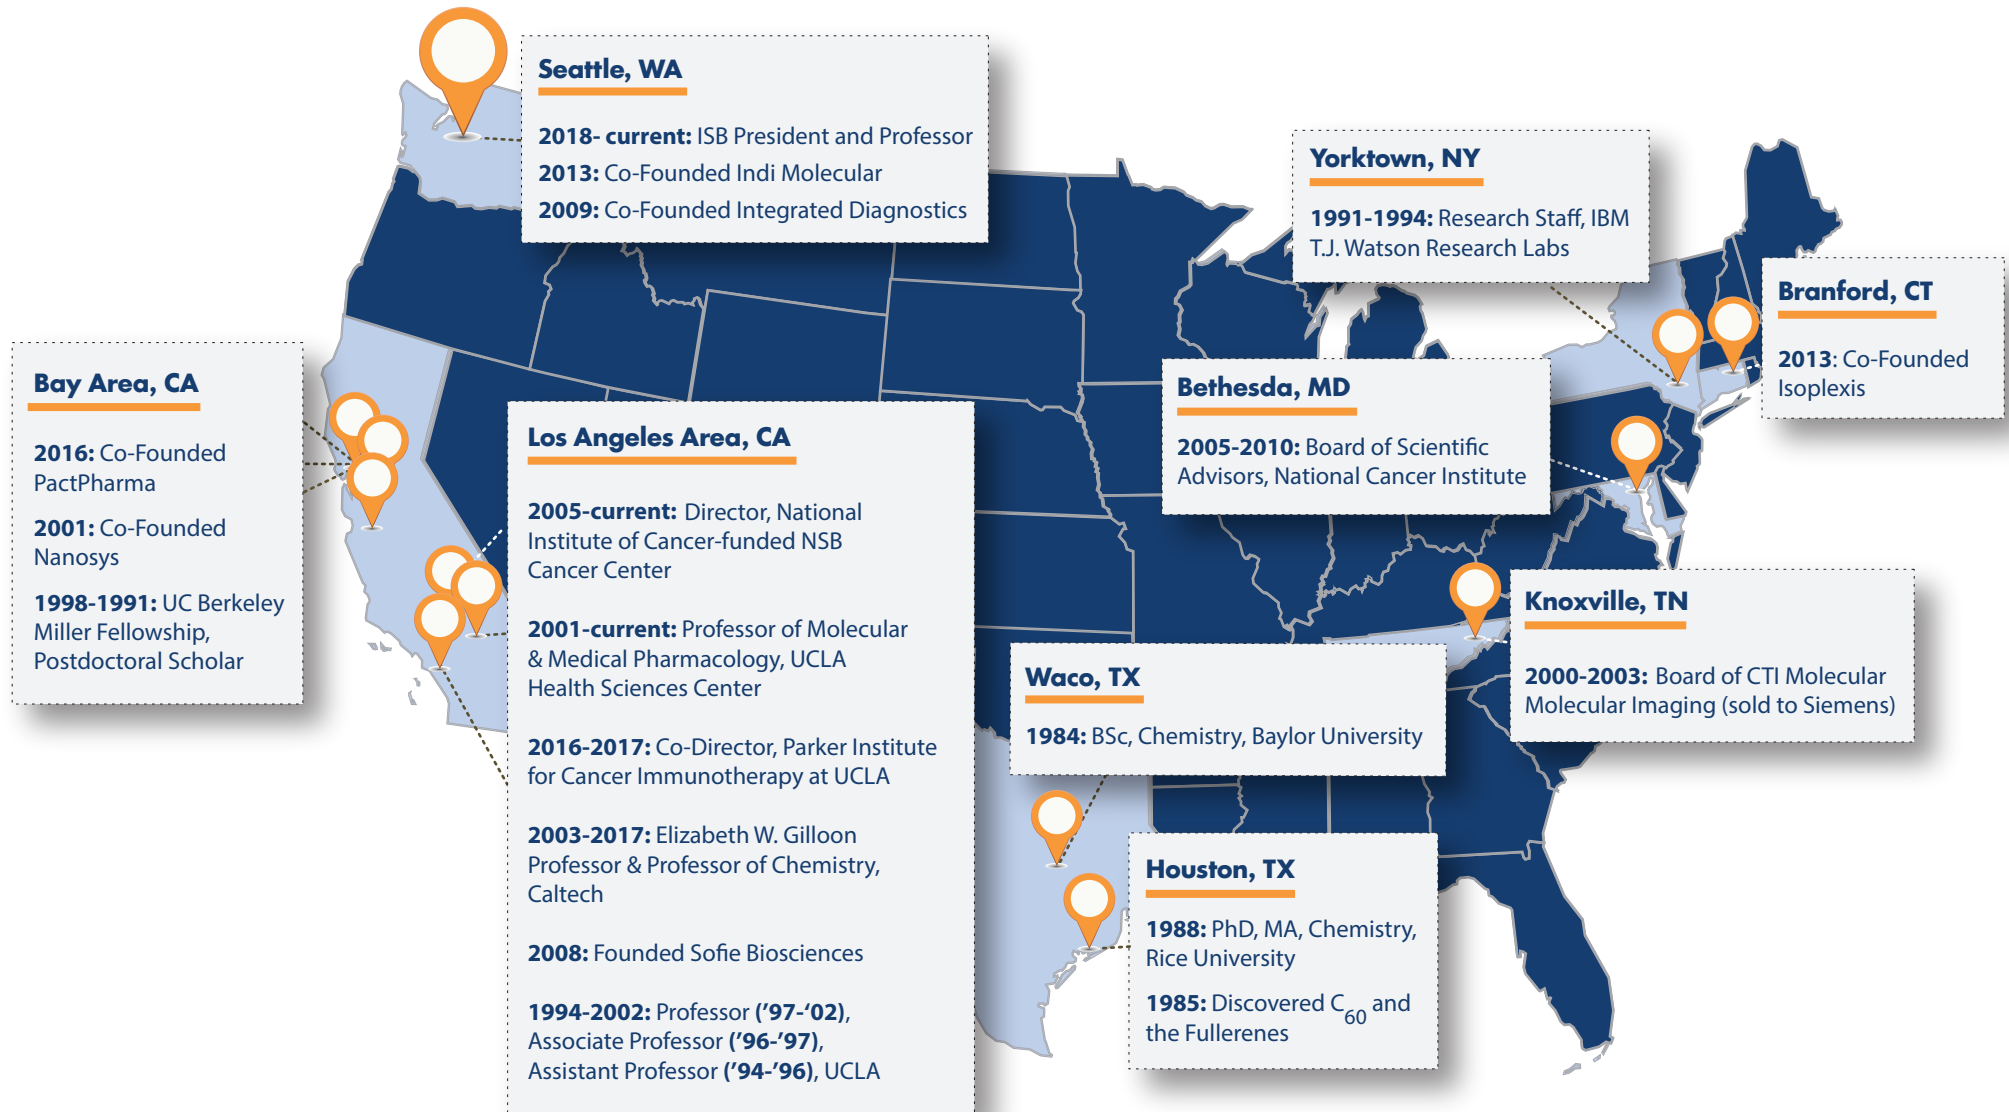 Seattle, WA
2018- current: ISB President and Professor
2013: Co-Founded Indi Molecular
2009: Co-Founded Integrated Diagnostics
Yorktown, NY
1991-1994: Research Staff, IBM
T.J. Watson Research Labs
Branford, CT
2013: Co-Founded
Isoplexis
Bay Area, CA
2016: Co-Founded
PactPharma
2001: Co-Founded
Nanosys
1998-1991: UC Berkeley
Miller Fellowship,
Postdoctoral Scholar
Los Angeles Area, CA
2005-current: Director, National
Institute of Cancer-funded NSB
Cancer Center
2001-current: Professor of Molecular
& Medical Pharmacology, UCLA
Health Sciences Center
2016-2017: Co-Director, Parker Institute
for Cancer Immunotherapy at UCLA
2003-2017: Elizabeth W. Gilloon
Professor & Professor of Chemistry,
Caltech
2008: Founded Sofie Biosciences
1994-2002: Professor (’97-‘02),
Associate Professor (’96-’97),
Assistant Professor (’94-’96), UCLA
Bethesda, MD
2005-2010: Board of Scientific
Advisors, National Cancer Institute
Knoxville, TN
2000-2003: Board of CTI Molecular
Molecular Imaging (sold to Siemens)
Waco, TX
1984: BSc, Chemistry, Baylor University
Houston, TX
1988: PhD, MA, Chemistry,
Rice University
1985: Discovered C60 and
the Fullerenes